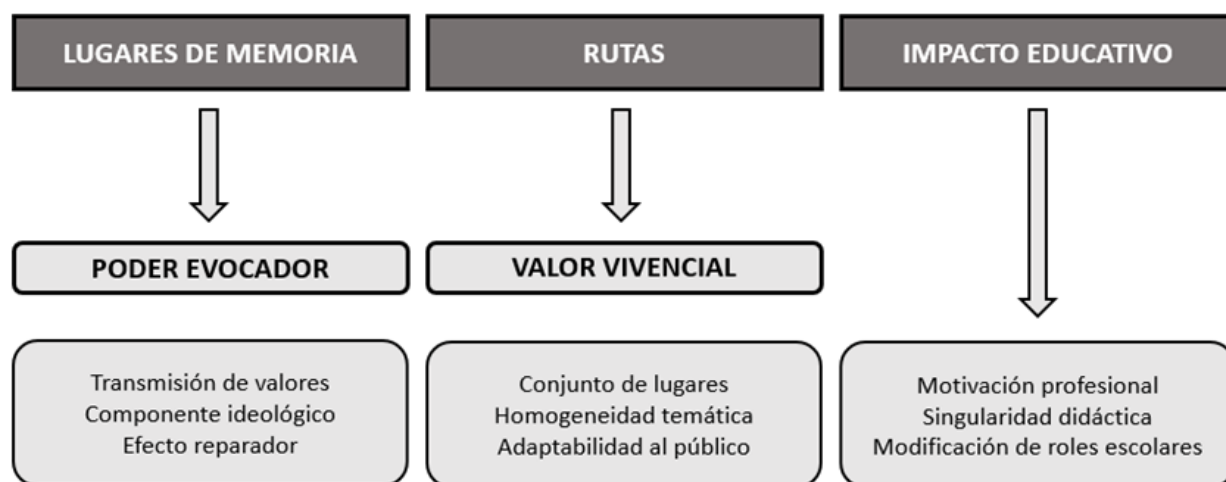 LUGARES DE MEMORIA
RUTAS
IMPACTO EDUCATIVO
PODER EVOCADOR
VALOR VIVENCIAL
Transmisión de valores
Componente ideológico
Efecto reparador
Conjunto de lugares
Homogeneidad temática
Adaptabilidad al público
Motivación profesional
Singularidad didáctica
Modificación de roles escolares